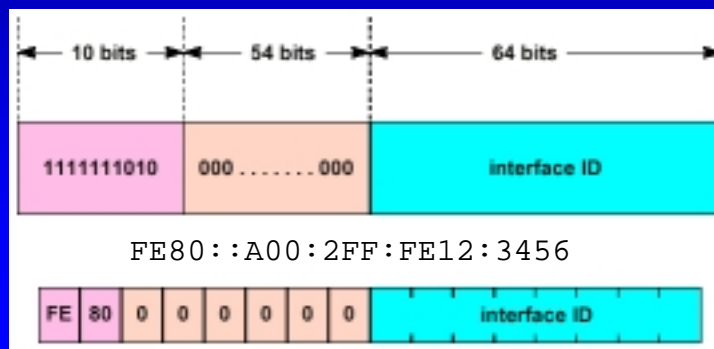 10 bits 54 bits 64 bits
1111111010 000.......000 interface ID
FE80::A00:2FF:FE12:3456
FE 80 0 0 0 0 0 0 interface ID